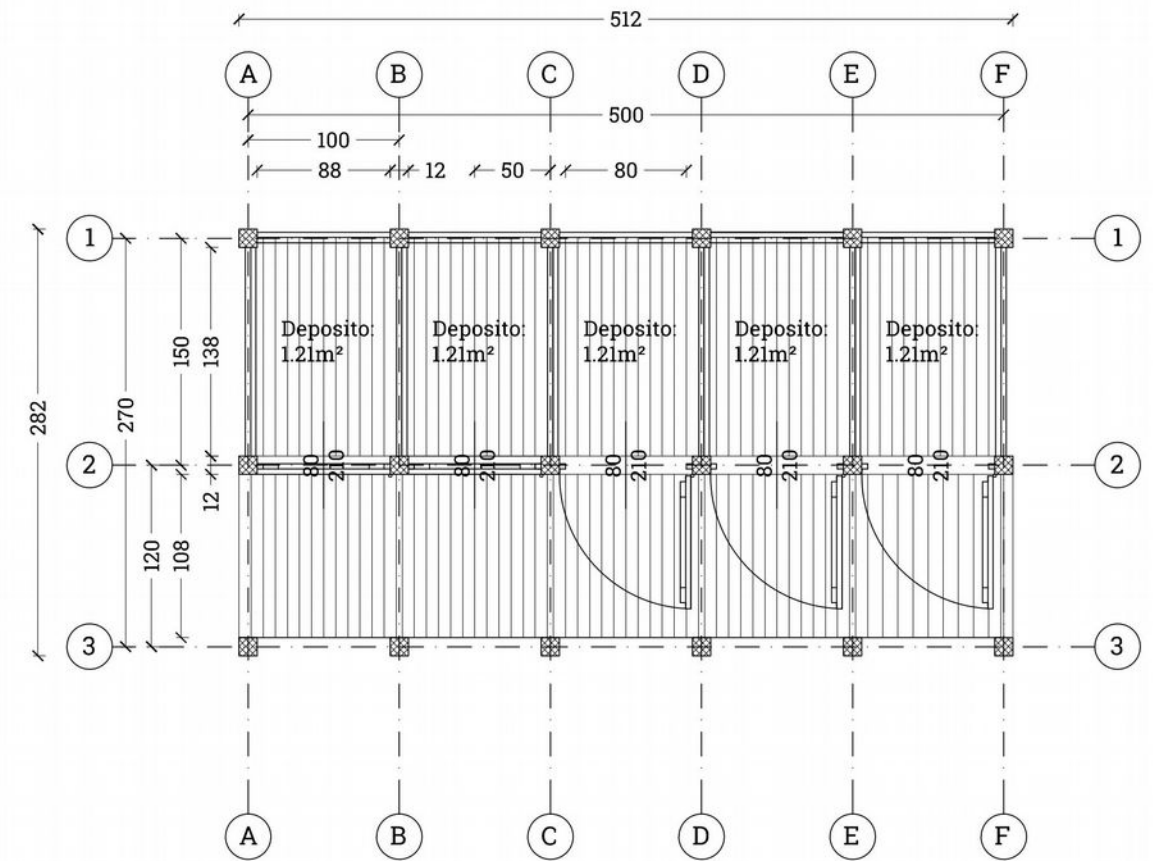 512
A B C D E F
500
100
88 12 50 80
1 1
Deposito: Deposito: Deposito: Deposito: Deposito:
1.21m² 1.21m² 1.21m² 1.21m² 1.21m²
150 138
282 270
2 2
80 80 80 80 80
210 210 210 210 210
12
120 108
3 3
A B C D E F